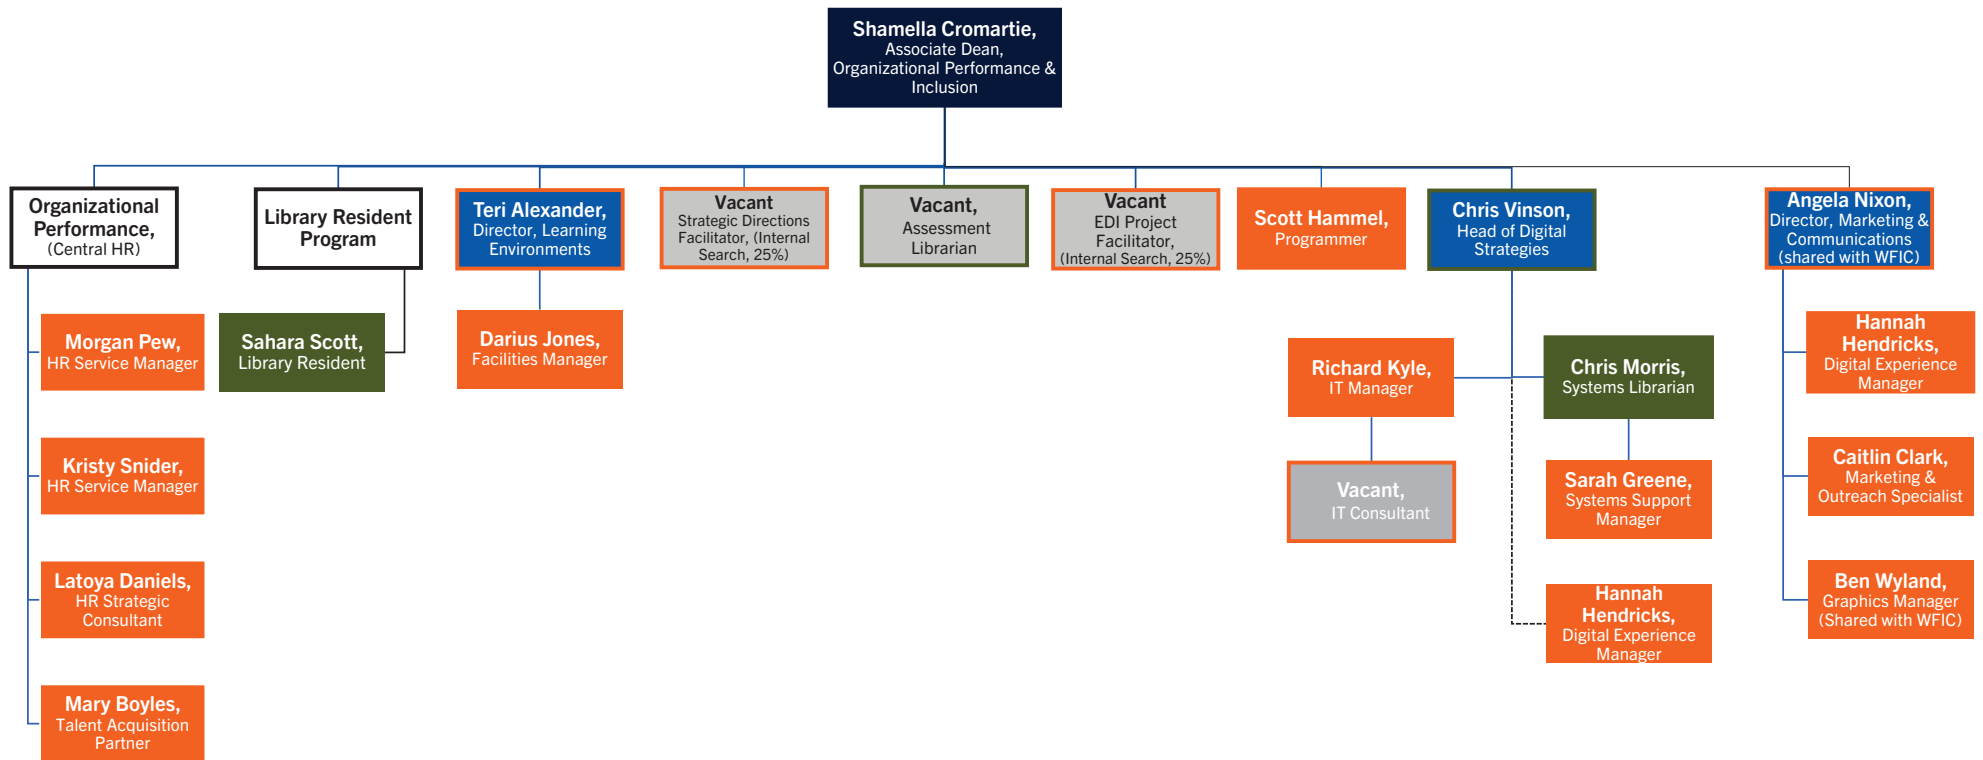 Shamella Cromartie,
Associate Dean,
Organizational Performance &
Inclusion
Organizational
Performance,
(Central HR)
Library Resident
Program
Teri Alexander,
Director, Learning
Environments
Vacant
Strategic Directions
Facilitator, (Internal
Search, 25%)
Vacant,
Assessment
Librarian
Vacant
EDI Project
Facilitator,
(Internal Search, 25%)
Scott Hammel,
Programmer
Chris Vinson,
Head of Digital
Strategies
Angela Nixon,
Director, Marketing &
Communications
(shared with WFIC)
Morgan Pew,
HR Service Manager
Sahara Scott,
Library Resident
Darius Jones,
Facilities Manager
Richard Kyle,
IT Manager
Chris Morris,
Systems Librarian
Hannah
Hendricks,
Digital Experience
Manager
Kristy Snider,
HR Service Manager
Vacant,
IT Consultant
Sarah Greene,
Systems Support
Manager
Caitlin Clark,
Marketing &
Outreach Specialist
Latoya Daniels,
HR Strategic
Consultant
Hannah
Hendricks,
Digital Experience
Manager
Ben Wyland,
Graphics Manager
(Shared with WFIC)
Mary Boyles,
Talent Acquisition
Partner